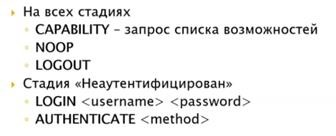 На всех стадиях
CAPABILITY – запрос списка возможностей
NOOP
LOGOUT
Стадия «Неаутентифицирован»
LOGIN <username> <password>
AUTHENTICATE <method>